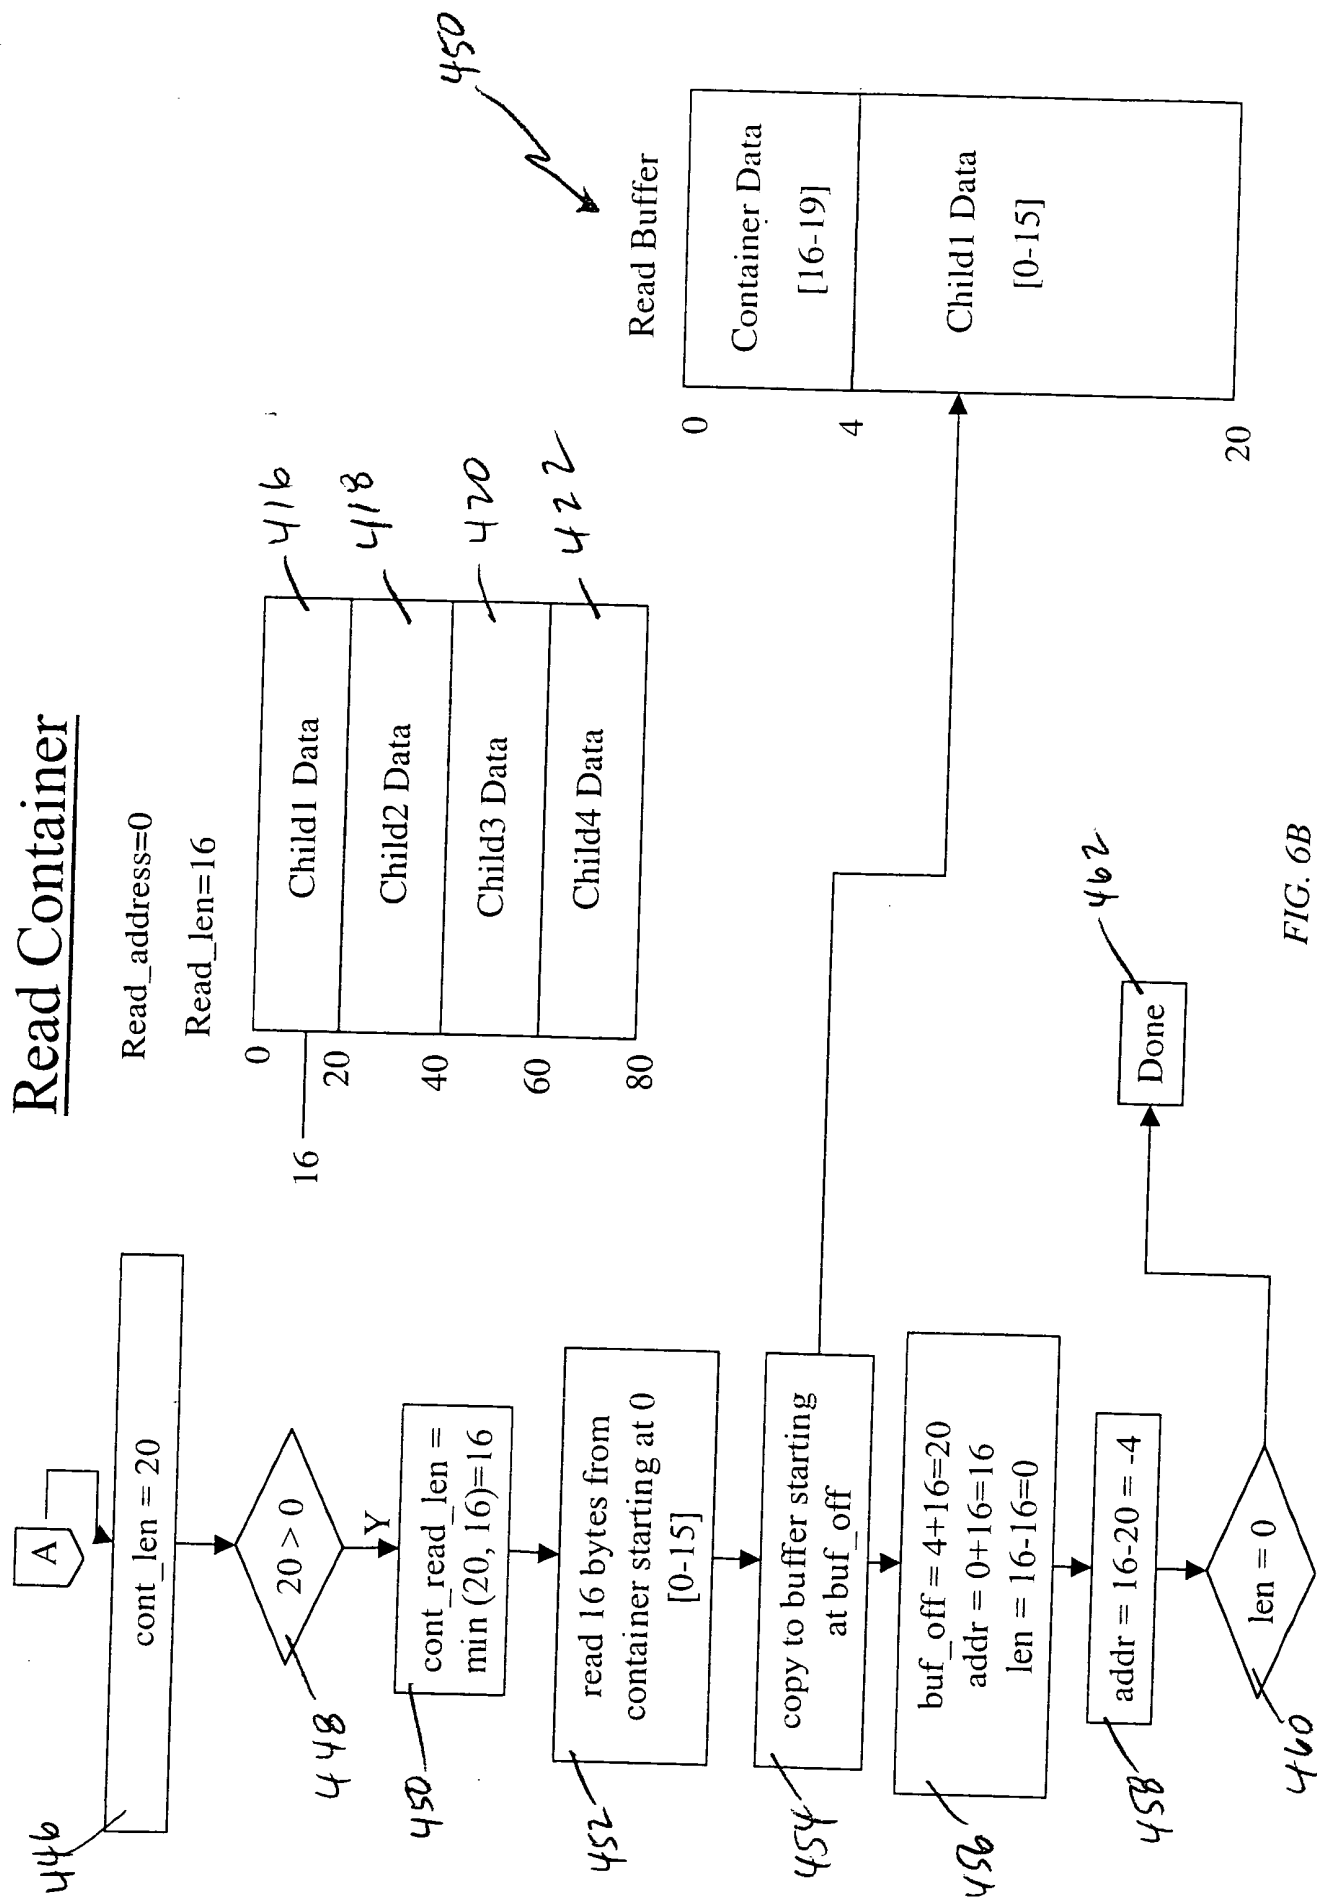 Read Container
Read_address=0
Read_len=16
A
446
cont_len = 20
448
20 > 0
Y
450
cont_read_len =
min (20, 16)=16
452
read 16 bytes from
container starting at 0
[0-15]
454
copy to buffer starting
at buf_off
456
buf_off = 4+16=20
addr = 0+16=16
len = 16-16=0
458
addr = 16-20 = -4
460
len = 0
Done
462
0
16
20
40
60
80
Child1 Data
Child2 Data
Child3 Data
Child4 Data
416
418
420
422
450
Read Buffer
0
4
20
Container Data
[16-19]
Child1 Data
[0-15]
FIG. 6B